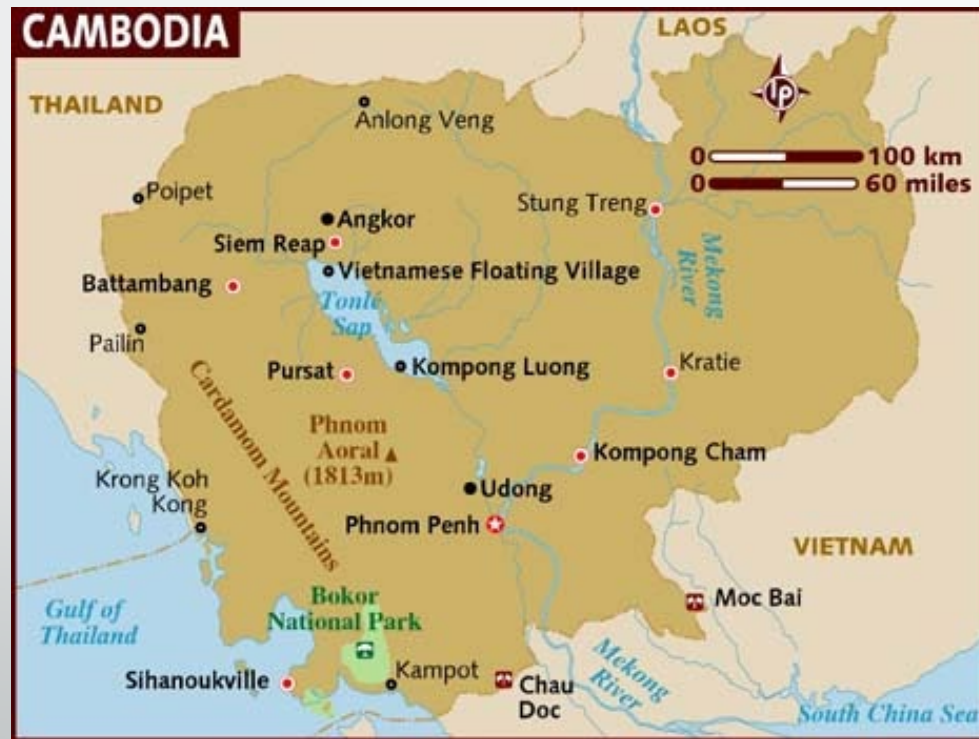 CAMBODIA
LAOS
THAILAND
Anlong Veng
lp
0 100 km
0 60 miles
Poipet
Stung Treng
Angkor
Siem Reap
Vietnamese Floating Village
Mekong
River
Battambang
Tonlé
Sap
Pailin
Pursat
Kompong Luong
Kratie
Cardamom Mountains
Phnom
Aoral
(1813m)
Kompong Cham
Krong Koh
Kong
Udong
Phnom Penh
VIETNAM
Gulf of
Thailand
Bokor
National Park
Moc Bai
Sihanoukville
Kampot
Chau
Doc
Mekong
River
South China Sea